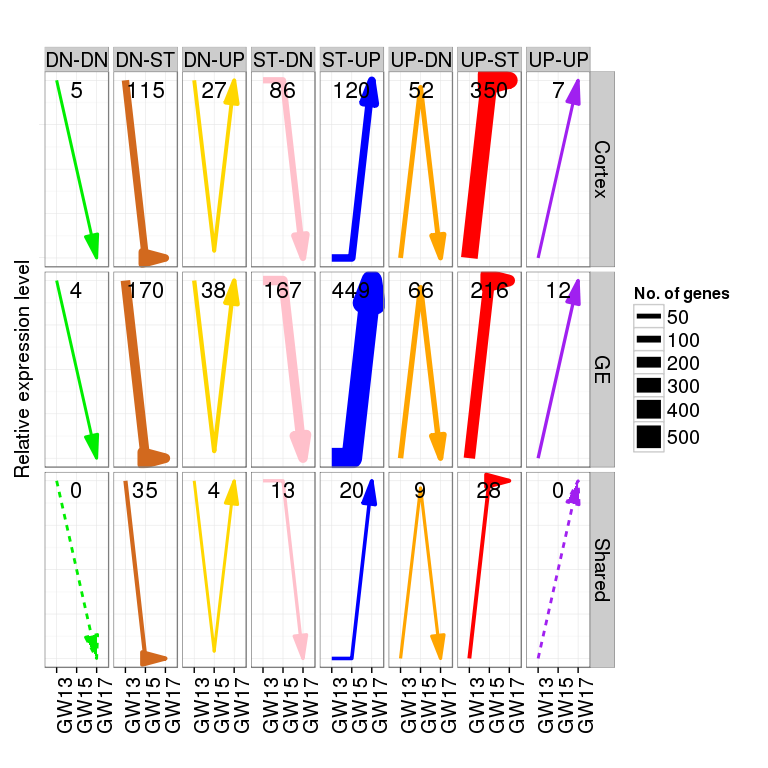 DN-DN DN-ST DN-UP ST-DN ST-UP UP-DN UP-ST UP-UP
5 115 27 86 120 52 350 7
Cortex
4 170 38 167 449 66 216 12
GE
0 35 4 13 20 9 28 0
Shared
Relative expression level
GW13 GW15 GW17 GW13 GW15 GW17 GW13 GW15 GW17 GW13 GW15 GW17 GW13 GW15 GW17 GW13 GW15 GW17 GW13 GW15 GW17 GW13 GW15 GW17
No. of genes
50
100
200
300
400
500